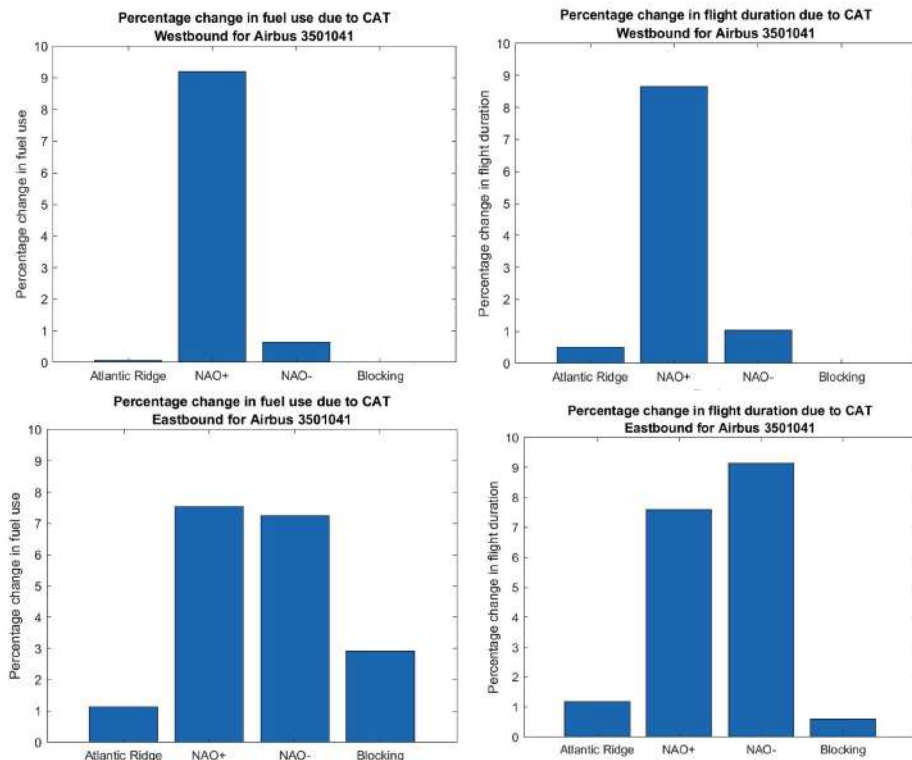 Percentage change in fuel use due to CAT
Westbound for Airbus 3501041
10
9
8
7
6
5
4
3
2
1
0
Percentage change in fuel use
Atlantic Ridge NAO+ NAO- Blocking
Percentage change in flight duration due to CAT
Westbound for Airbus 3501041
10
9
8
7
6
5
4
3
2
1
0
Percentage change in flight duration
Atlantic Ridge NAO+ NAO- Blocking
Percentage change in fuel use due to CAT
Eastbound for Airbus 3501041
10
9
8
7
6
5
4
3
2
1
0
Percentage change in fuel use
Atlantic Ridge NAO+ NAO- Blocking
Percentage change in flight duration due to CAT
Eastbound for Airbus 3501041
10
9
8
7
6
5
4
3
2
1
0
Percentage change in flight duration
Atlantic Ridge NAO+ NAO- Blocking